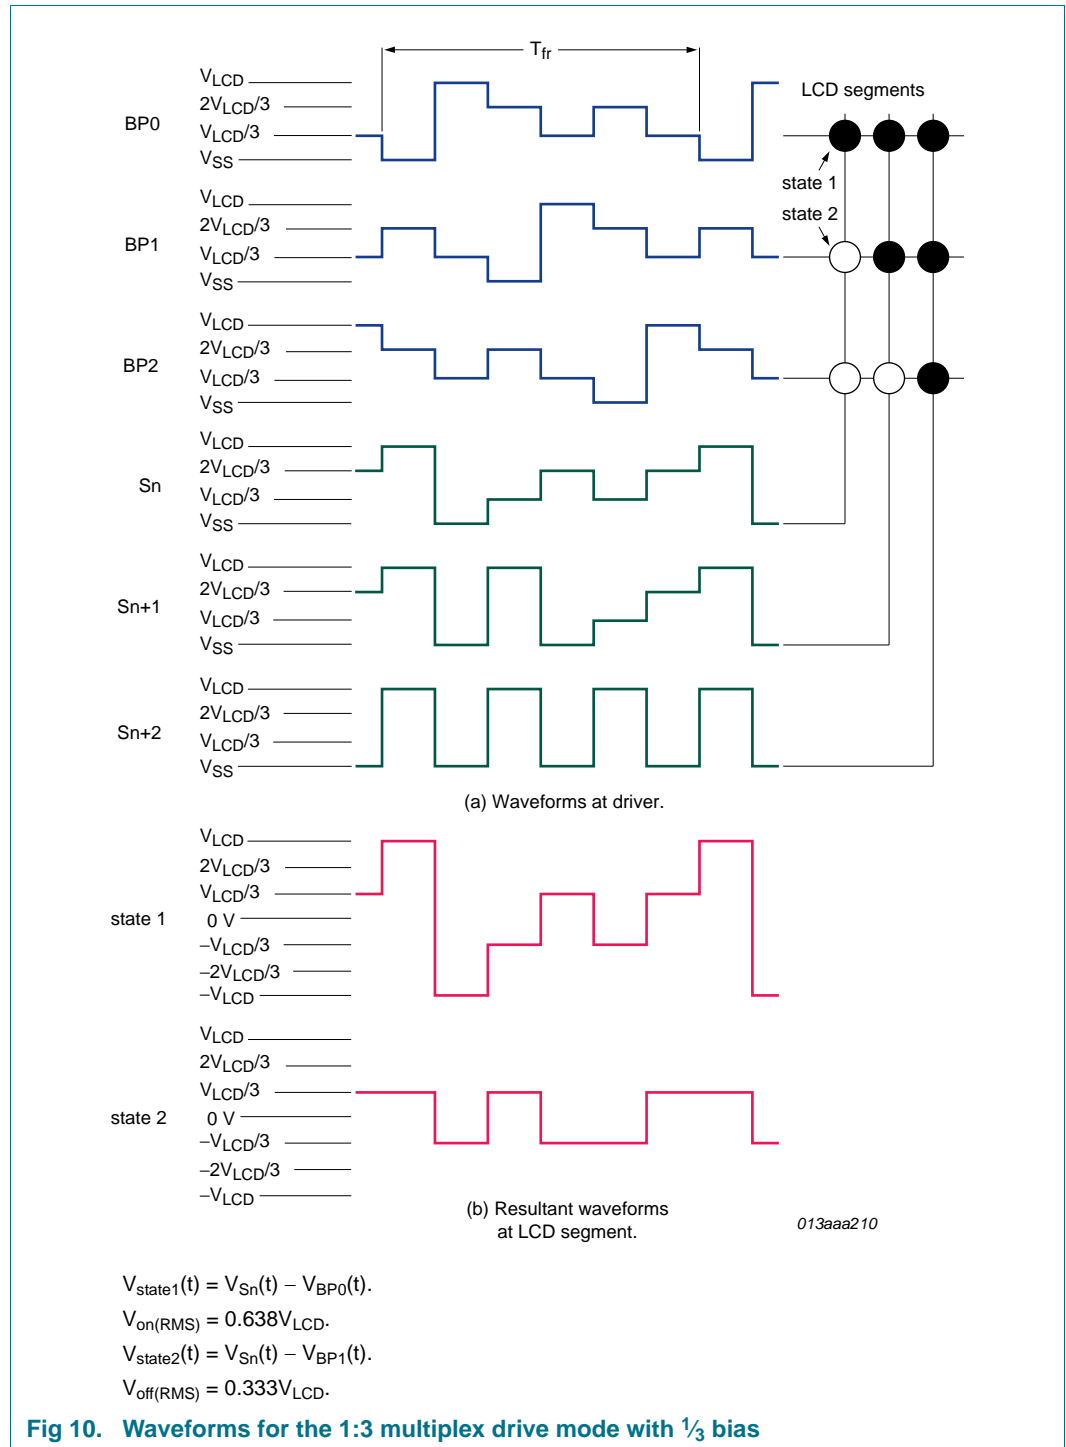 Tfr
VLCD
2VLCD/3
BP0
VLCD/3
VSS
LCD segments
state 1
state 2
VLCD
2VLCD/3
BP1
VLCD/3
VSS
VLCD
2VLCD/3
BP2
VLCD/3
VSS
VLCD
2VLCD/3
Sn
VLCD/3
VSS
VLCD
2VLCD/3
Sn+1
VLCD/3
VSS
VLCD
2VLCD/3
Sn+2
VLCD/3
VSS
(a) Waveforms at driver.
VLCD
2VLCD/3
VLCD/3
state 1
0 V
−VLCD/3
−2VLCD/3
−VLCD
VLCD
2VLCD/3
VLCD/3
state 2
0 V
−VLCD/3
−2VLCD/3
−VLCD
(b) Resultant waveforms
at LCD segment.
013aaa210
Vstate1(t) = VSn(t) − VBP0(t).
Von(RMS) = 0.638VLCD.
Vstate2(t) = VSn(t) − VBP1(t).
Voff(RMS) = 0.333VLCD.
Fig 10. Waveforms for the 1:3 multiplex drive mode with 1⁄3 bias